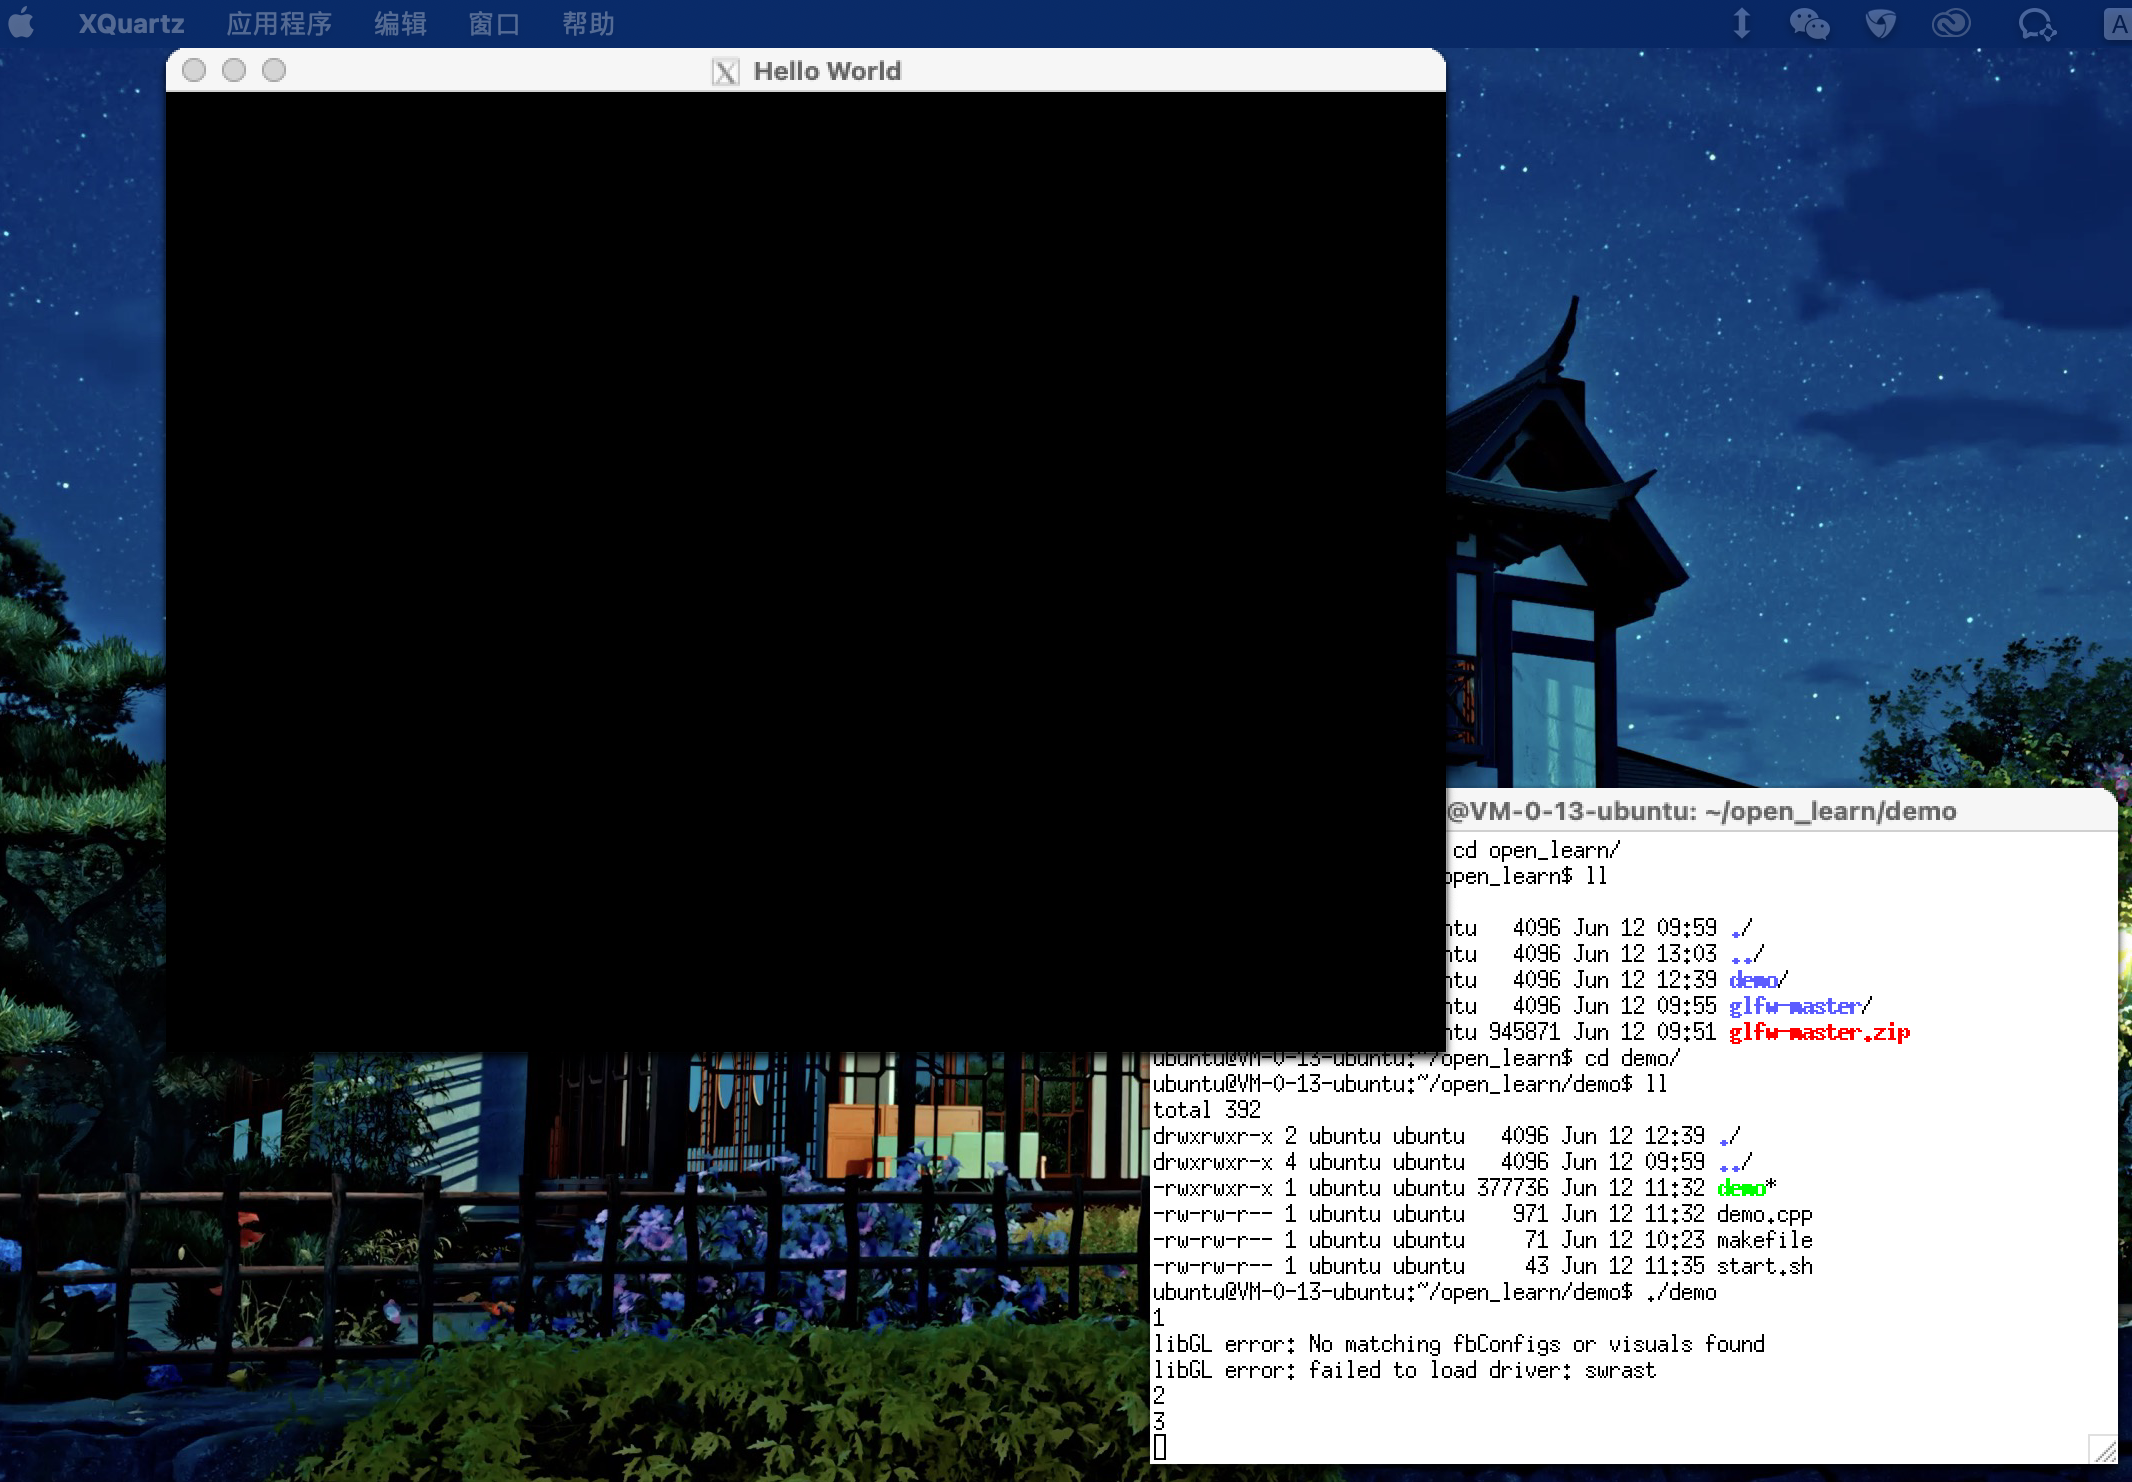 XQuartz 应用程序 编辑 窗口 帮助
A
Hello World
@VM-0-13-ubuntu: ~/open_learn/demo
cd open_learn/
open_learn$ ll
ntu   4096 Jun 12 09:59 ./
ntu   4096 Jun 12 13:03 ../
ntu   4096 Jun 12 12:39 demo/
ntu   4096 Jun 12 09:55 glfw-master/
ntu 945871 Jun 12 09:51 glfw-master.zip
ubuntu@VM-0-13-ubuntu:~/open_learn$ cd demo/
ubuntu@VM-0-13-ubuntu:~/open_learn/demo$ ll
total 392
drwxrwxr-x 2 ubuntu ubuntu   4096 Jun 12 12:39 ./
drwxrwxr-x 4 ubuntu ubuntu   4096 Jun 12 09:59 ../
-rwxrwxr-x 1 ubuntu ubuntu 377736 Jun 12 11:32 demo*
-rw-rw-r-- 1 ubuntu ubuntu    971 Jun 12 11:32 demo.cpp
-rw-rw-r-- 1 ubuntu ubuntu     71 Jun 12 10:23 makefile
-rw-rw-r-- 1 ubuntu ubuntu     43 Jun 12 11:35 start.sh
ubuntu@VM-0-13-ubuntu:~/open_learn/demo$ ./demo
1
libGL error: No matching fbConfigs or visuals found
libGL error: failed to load driver: swrast
2
3